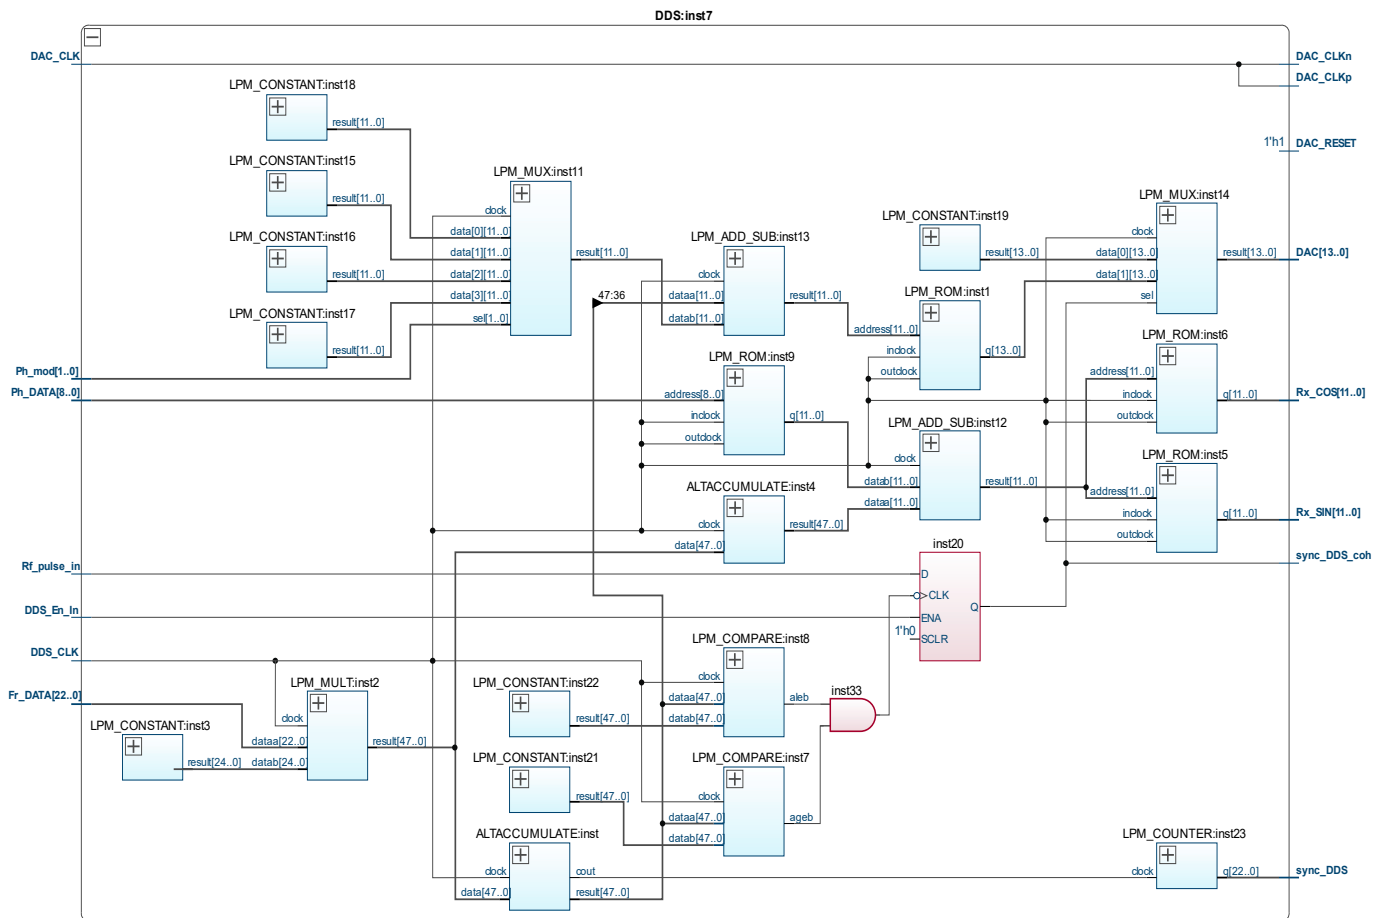 DDS:inst7
DAC_CLK
DAC_CLKn
DAC_CLKp
LPM_CONSTANT:inst18
result[11..0]
1'h1 DAC_RESET
LPM_CONSTANT:inst15
result[11..0]
LPM_MUX:inst11
clock
data[0][11..0]
data[1][11..0]
data[2][11..0]
data[3][11..0]
sel[1..0]
result[11..0]
LPM_CONSTANT:inst16
result[11..0]
LPM_CONSTANT:inst17
result[11..0]
LPM_ADD_SUB:inst13
clock
dataa[11..0]
datab[11..0]
result[11..0]
47:36
LPM_CONSTANT:inst19
result[13..0]
LPM_MUX:inst14
clock
data[0][13..0]
data[1][13..0]
sel
result[13..0]
DAC[13..0]
LPM_ROM:inst1
address[11..0]
inclock
outclock
q[13..0]
Ph_mod[1..0]
Ph_DATA[8..0]
LPM_ROM:inst9
address[8..0]
inclock
outclock
q[11..0]
LPM_ROM:inst6
address[11..0]
inclock
outclock
q[11..0]
Rx_COS[11..0]
LPM_ADD_SUB:inst12
clock
datab[11..0]
dataa[11..0]
result[11..0]
LPM_ROM:inst5
address[11..0]
inclock
outclock
q[11..0]
Rx_SIN[11..0]
ALTACCUMULATE:inst4
clock
data[47..0]
result[47..0]
sync_DDS_coh
Rf_pulse_in
DDS_En_In
DDS_CLK
Fr_DATA[22..0]
inst20
D
CLK
ENA
1'h0 SCLR
Q
LPM_COMPARE:inst8
clock
dataa[47..0]
datab[47..0]
aleb
inst33
LPM_MULT:inst2
clock
dataa[22..0]
datab[24..0]
result[47..0]
LPM_CONSTANT:inst22
result[47..0]
LPM_CONSTANT:inst3
result[24..0]
LPM_CONSTANT:inst21
result[47..0]
LPM_COMPARE:inst7
clock
dataa[47..0]
datab[47..0]
ageb
ALTACCUMULATE:inst
clock
data[47..0]
cout
result[47..0]
LPM_COUNTER:inst23
clock
q[22..0]
sync_DDS